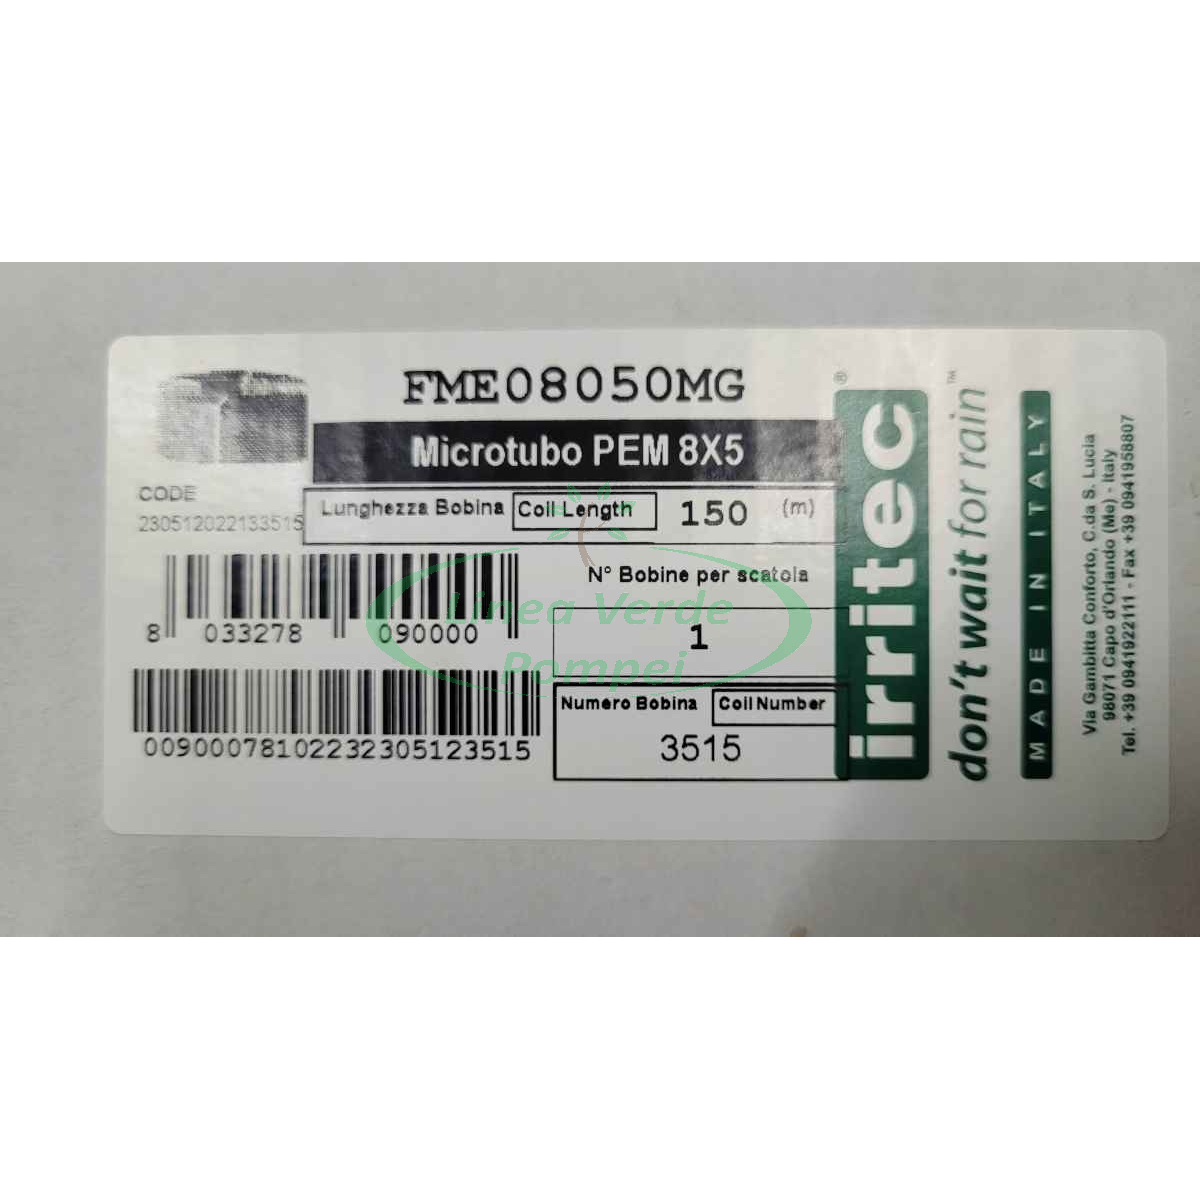 FME08050MG
Microtubo PEM 8X5
CODE
230512022133515
Lunghezza Bobina Coil Length 150 (m)
8 033278 090000
N° Bobine per scatola
1
Numero Bobina Coil Number
3515
00900078102232305123515
Linea Verde
Pompei
irritec®
don't wait for rain™
MADE IN ITALY
Via Gambitta Conforto, C.da S. Lucia
98071 Capo d'Orlando (Me) - Italy
Tel. +39 0941922111 - Fax +39 0941958807